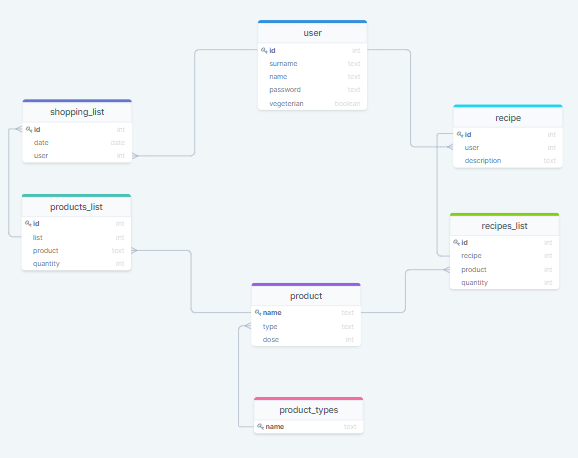 user
id int
surname text
name text
password text
vegeterian boolean
shopping_list
id int
date date
user int
recipe
id int
user int
description text
products_list
id int
list int
product text
quantity int
recipes_list
id int
recipe int
product int
quantity int
product
name text
type text
dose int
product_types
name text